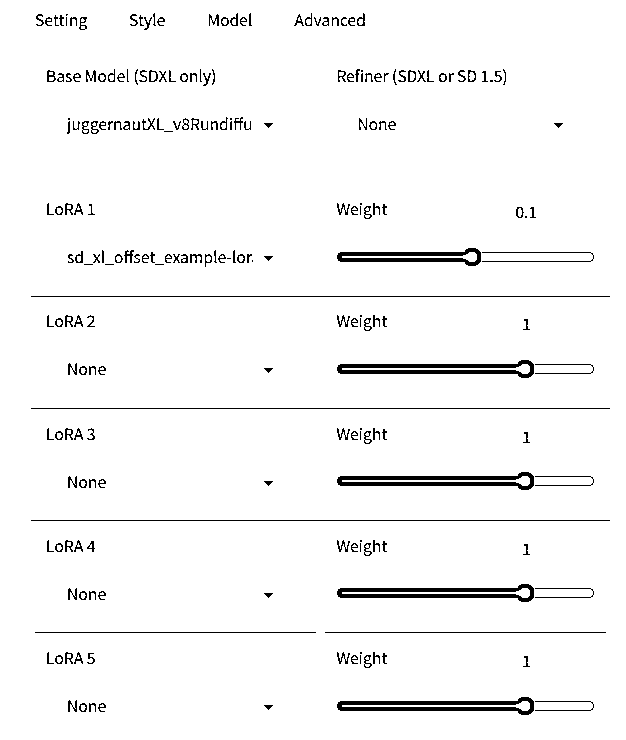 Setting Style Model Advanced
Base Model (SDXL only) Refiner (SDXL or SD 1.5)
juggernautXL_v8Rundiffu None
LoRA 1 Weight 0.1
sd_xl_offset_example-lor
LoRA 2 Weight 1
None
LoRA 3 Weight 1
None
LoRA 4 Weight 1
None
LoRA 5 Weight 1
None